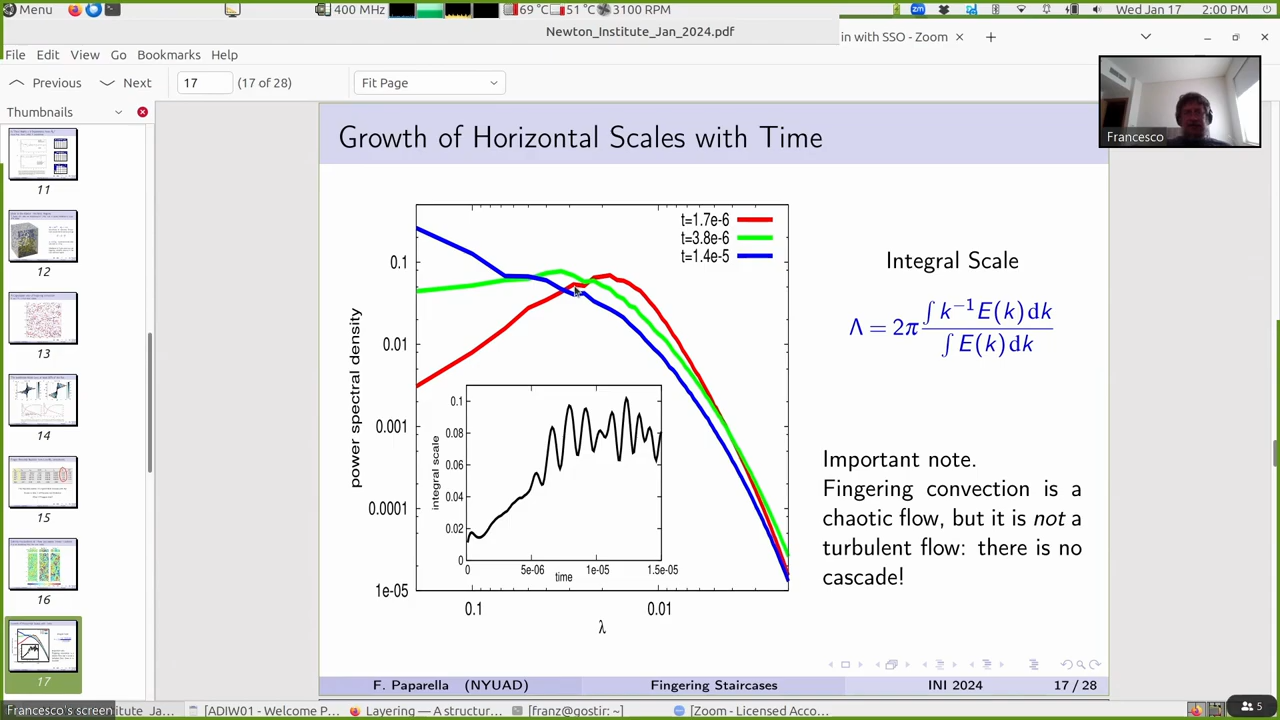 Menu
400 MHz
69 °C
51 °C
3100 RPM
Wed Jan 17
2:00 PM
Newton_Institute_Jan_2024.pdf
in with SSO - Zoom
File Edit View Go Bookmarks Help
Previous Next 17 (17 of 28) Fit Page
Thumbnails
11
12
13
14
15
16
17
Francesco
Growth of Horizontal Scales with Time
t=1.7e-6
t=3.8e-6
t=1.4e-5
0.1
0.01
0.001
0.0001
1e-05
power spectral density
0.1 0.01
λ
0.1
0.08
0.06
0.04
0.02
0
integral scale
0 5e-06 1e-05 1.5e-05
time
Integral Scale
Λ = 2π ∫ k⁻¹E(k) dk / ∫ E(k) dk
Important note.
Fingering convection is a
chaotic flow, but it is not a
turbulent flow: there is no
cascade!
F. Paparella (NYUAD) Fingering Staircases INI 2024 17 / 28
Francesco's screen
[ADIW01 - Welcome P...
Layering — A structur...
[franz@gostir: ~]
[Zoom - Licensed Acco...
5